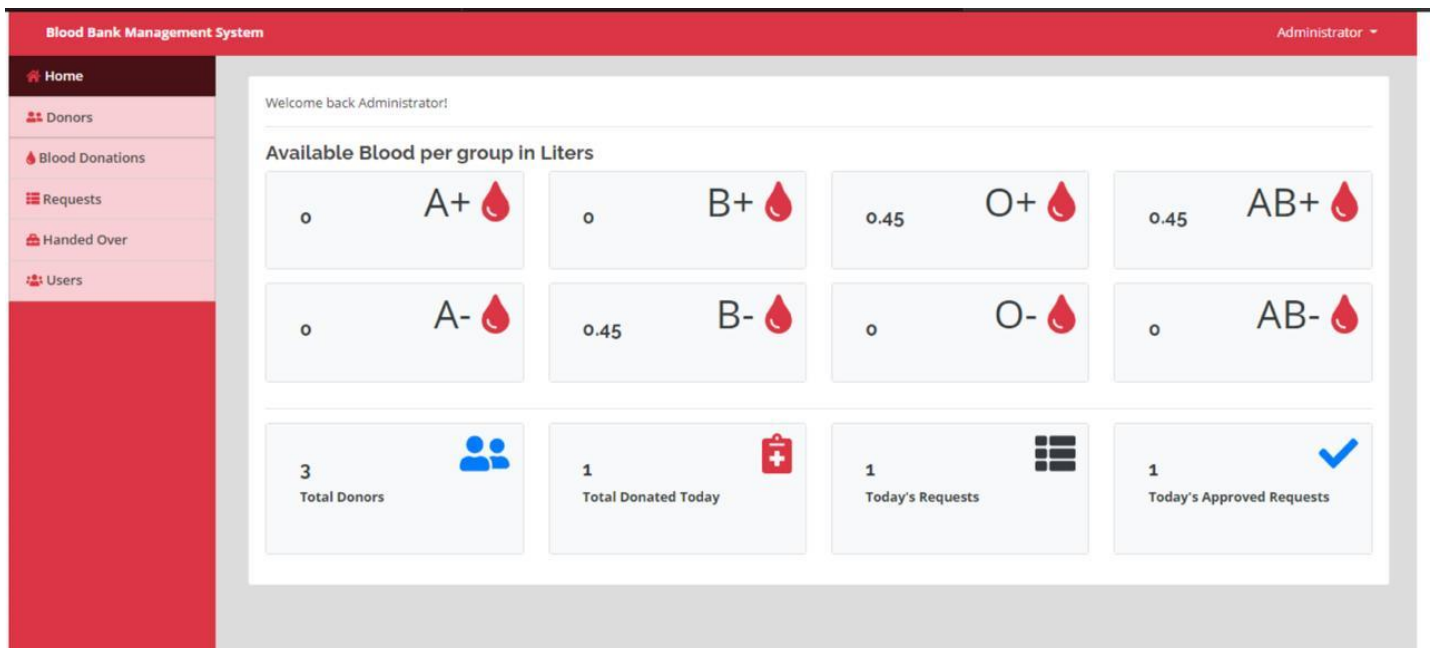 Blood Bank Management System
Administrator
Home
Donors
Blood Donations
Requests
Handed Over
Users
Welcome back Administrator!
Available Blood per group in Liters
0 A+
0 B+
0.45 O+
0.45 AB+
0 A-
0.45 B-
0 O-
0 AB-
3
Total Donors
1
Total Donated Today
1
Today's Requests
1
Today's Approved Requests